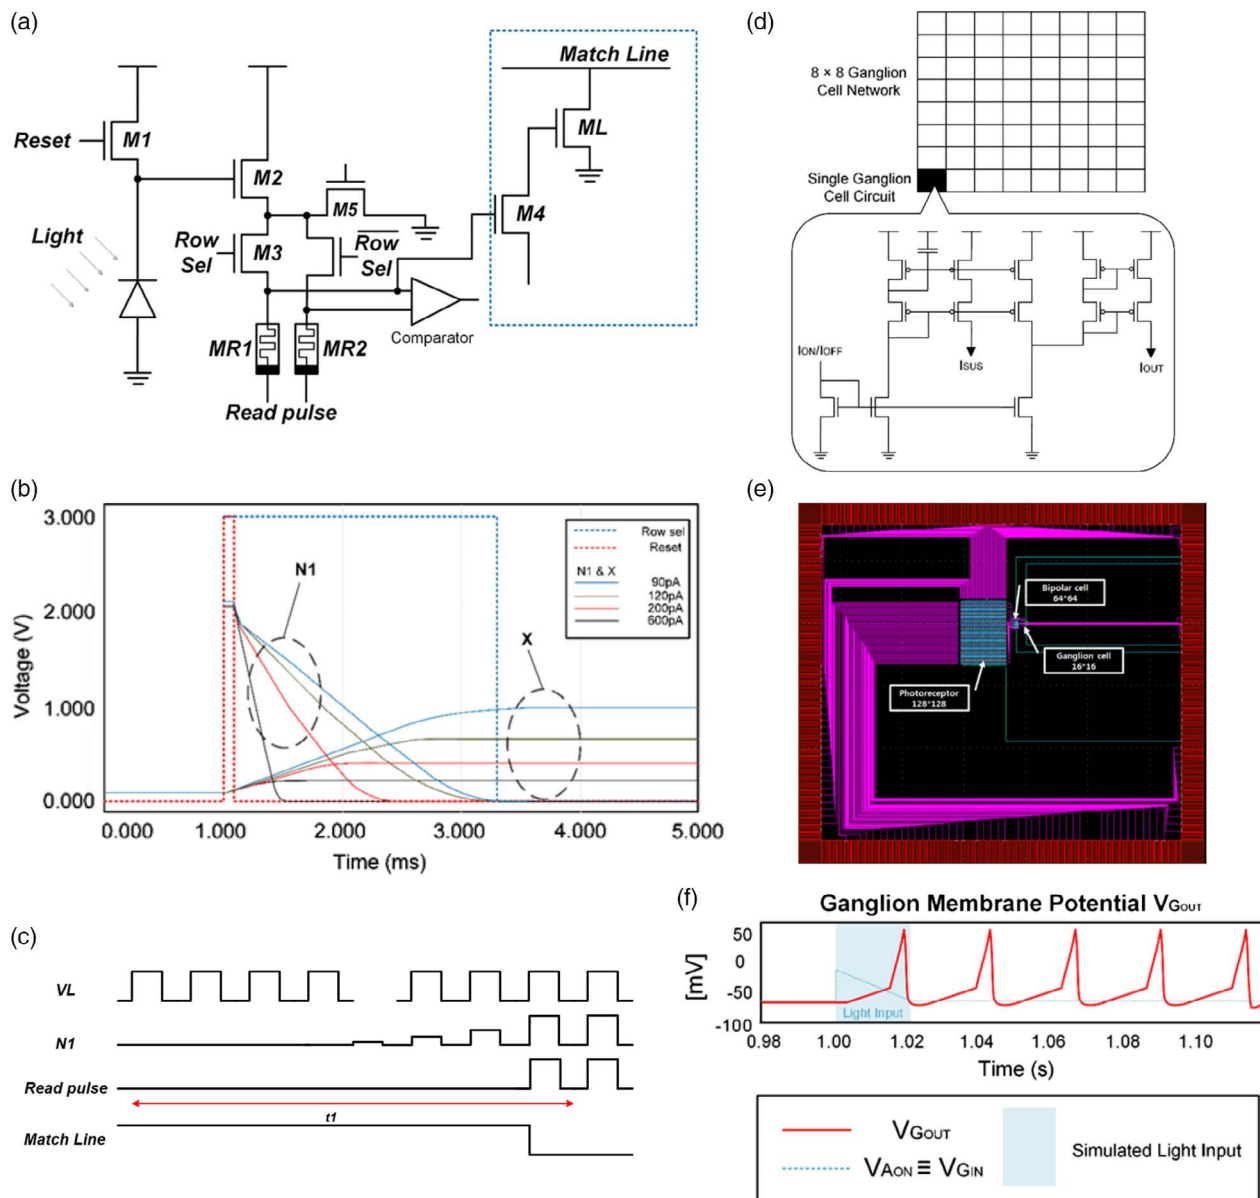 (a)
Match Line
Reset
M1
ML
M2
M5
M4
Light
Row
Sel
M3
Row
Sel
Comparator
MR1
MR2
Read pulse
(b)
3.000
2.000
1.000
0.000
Voltage (V)
N1
X
Row sel
Reset
N1 & X
90pA
120pA
200pA
600pA
0.000 1.000 2.000 3.000 4.000 5.000
Time (ms)
(c)
VL
N1
Read pulse
t1
Match Line
(d)
8 × 8 Ganglion
Cell Network
Single Ganglion
Cell Circuit
ION/IOFF
ISUS
IOUT
(e)
Bipolar cell
64*64
Ganglion cell
16*16
Photoreceptor
128*128
(f)
Ganglion Membrane Potential VGOUT
50
0
-50
-100
[mV]
Light Input
0.98 1.00 1.02 1.04 1.06 1.08 1.10
Time (s)
VGOUT
VAON ≡ VGIN
Simulated Light Input